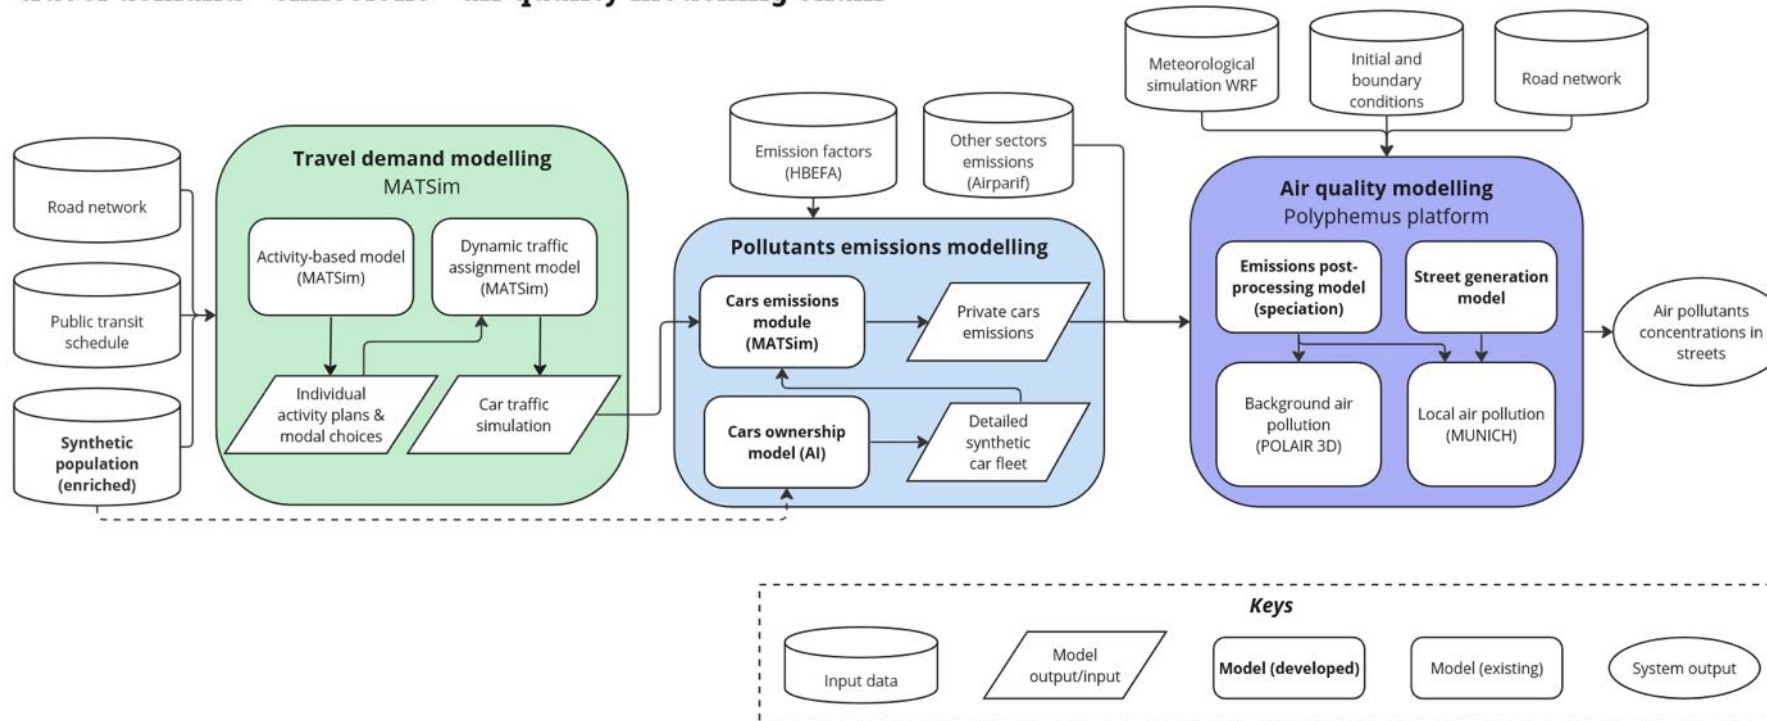 Meteorological
simulation WRF
Initial and
boundary
conditions
Road network
Road network
Public transit
schedule
Synthetic
population
(enriched)
Travel demand modelling
MATSim
Activity-based model
(MATSim)
Dynamic traffic
assignment model
(MATSim)
Individual
activity plans &
modal choices
Car traffic
simulation
Emission factors
(HBEFA)
Other sectors
emissions
(Airparif)
Pollutants emissions modelling
Cars emissions
module
(MATSim)
Private cars
emissions
Cars ownership
model (AI)
Detailed
synthetic
car fleet
Air quality modelling
Polyphemus platform
Emissions post-
processing model
(speciation)
Street generation
model
Background air
pollution
(POLAIR 3D)
Local air pollution
(MUNICH)
Air pollutants
concentrations in
streets
Keys
Input data
Model
output/input
Model (developed)
Model (existing)
System output